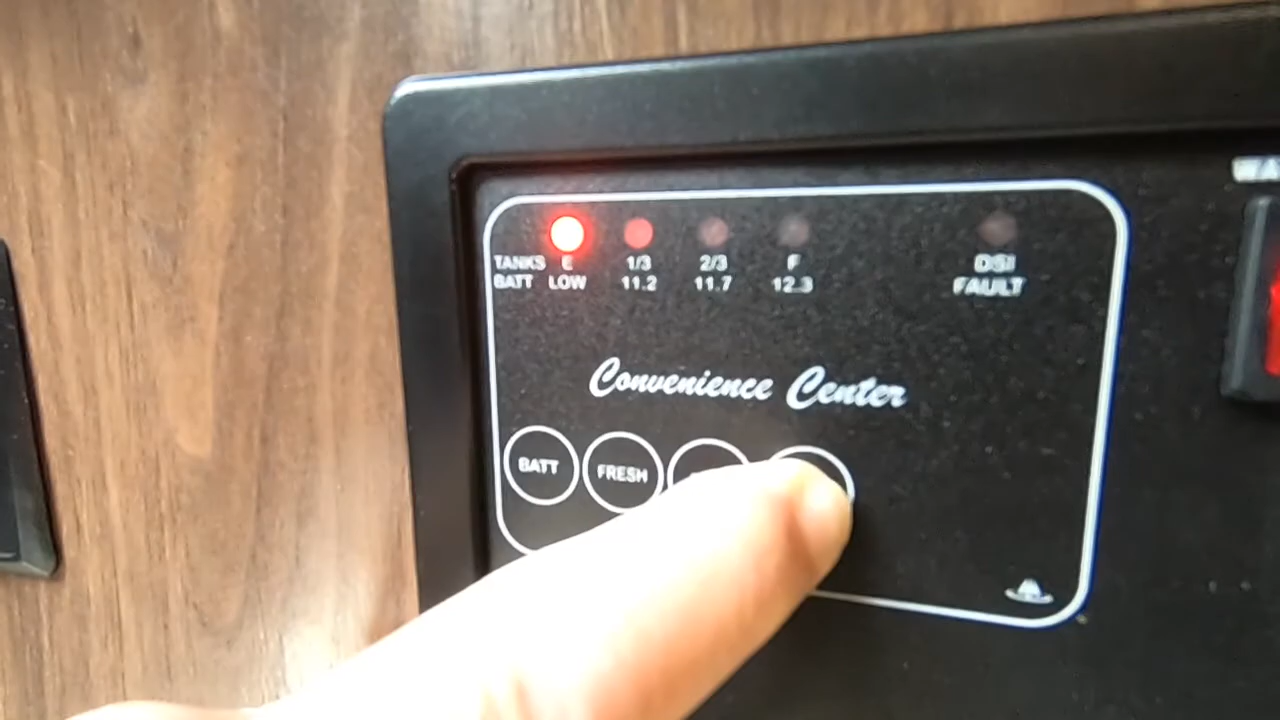 TANKS E 1/3 2/3 F DSI
BATT LOW 11.2 11.7 12.3 FAULT
Convenience Center
BATT FRESH